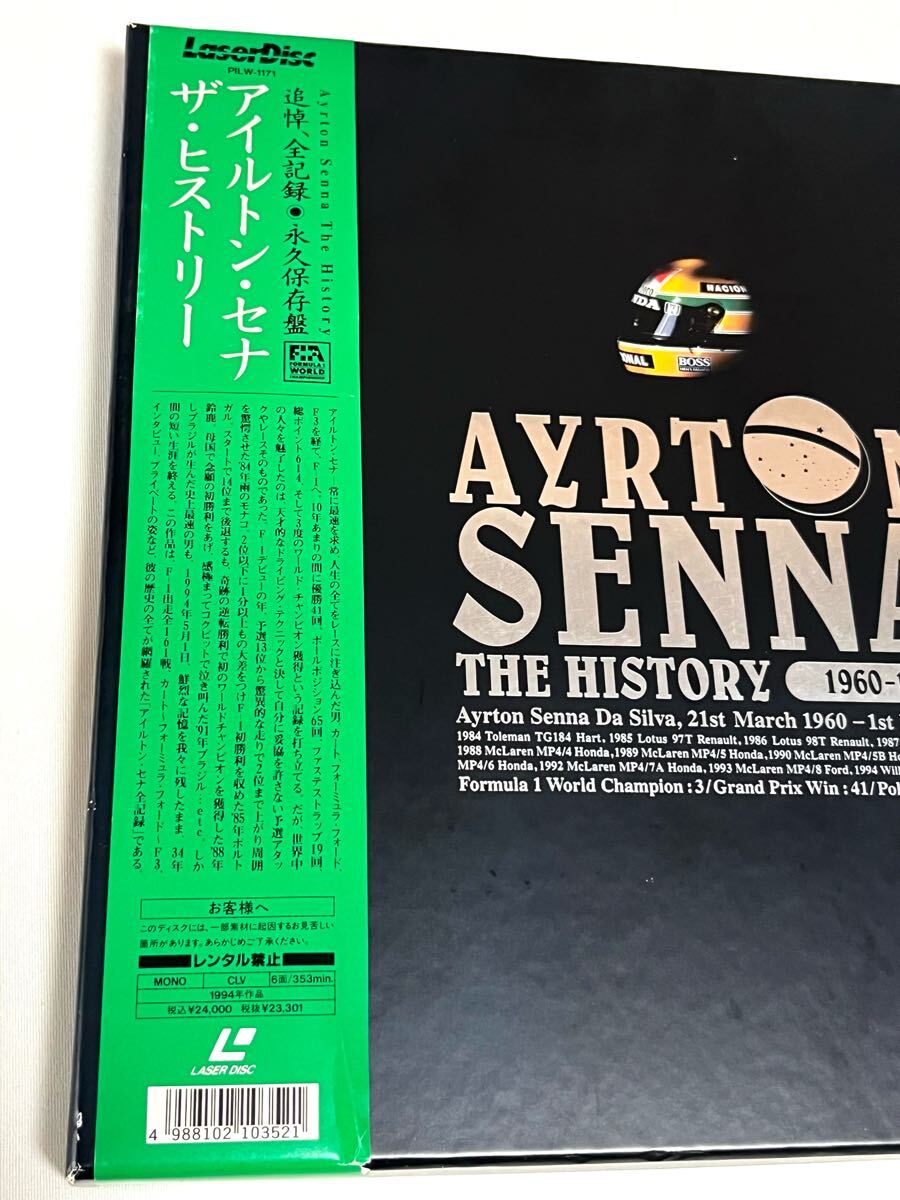 LaserDisc
PILW-1171
アイルトン・セナ
ザ・ヒストリー
追悼、全記録◉永久保存盤
Ayrton Senna The History
FIA
FORMULA 1
WORLD
CHAMPIONSHIP
アイルトン・セナ─常に最速を求め、人生の全てをレースに注ぎ込んだ男。カート、フォーミュラ・フォード、
F3を経て、F-1へ。10年あまりの間に優勝41回、ポールポジション65回、ファステストラップ19回、
総ポイント614、そして3度のワールド・チャンピオン獲得という記録を打ち立てる。だが、世界中
の人々を魅了したのは、天才的なドライビング・テクニックと決して自分に妥協を許さない予選アタッ
クやレースそのものであった。F-1デビューの年、予選13位から驚異的な走りで2位まで上がり周囲
を驚愕させた'84年雨のモナコ、2位以下に1分以上もの大差をつけF-1初勝利を収めた'85年ポルト
ガル、スタートで14位まで後退するも、奇跡の逆転勝利で初のワールドチャンピオンを獲得した'88年
鈴鹿、母国で念願の初勝利をあげ、感極まってコクピットで泣き叫んだ'91年ブラジル…etc。しか
しブラジルが生んだ史上最速の男も、1994年5月1日、鮮烈な記憶を我々に残したまま、34年
間の短い生涯を終える。この作品は、F-1出走全161戦、カート〜フォーミュラ・フォード〜F3、
インタビュー、プライベートの姿など、彼の歴史の全てが網羅された「アイルトン・セナ全記録」である。
お客様へ
このディスクには、一部素材に起因するお見苦しい
箇所があります。あらかじめご了承ください。
レンタル禁止
MONO CLV 6面/353min.
1994年作品
税込¥24,000 税抜¥23,301
LASER DISC
4 988102 103521
NACION
NDA
ONAL
BOSS
MEN'S FASHION
AYRTON
SENNA
THE HISTORY 1960-1
Ayrton Senna Da Silva, 21st March 1960 – 1st
1984 Toleman TG184 Hart, 1985 Lotus 97T Renault, 1986 Lotus 98T Renault, 1987
1988 McLaren MP4/4 Honda, 1989 McLaren MP4/5 Honda, 1990 McLaren MP4/5B Ho
MP4/6 Honda, 1992 McLaren MP4/7A Honda, 1993 McLaren MP4/8 Ford, 1994 Will
Formula 1 World Champion : 3/Grand Prix Win : 41/Pol